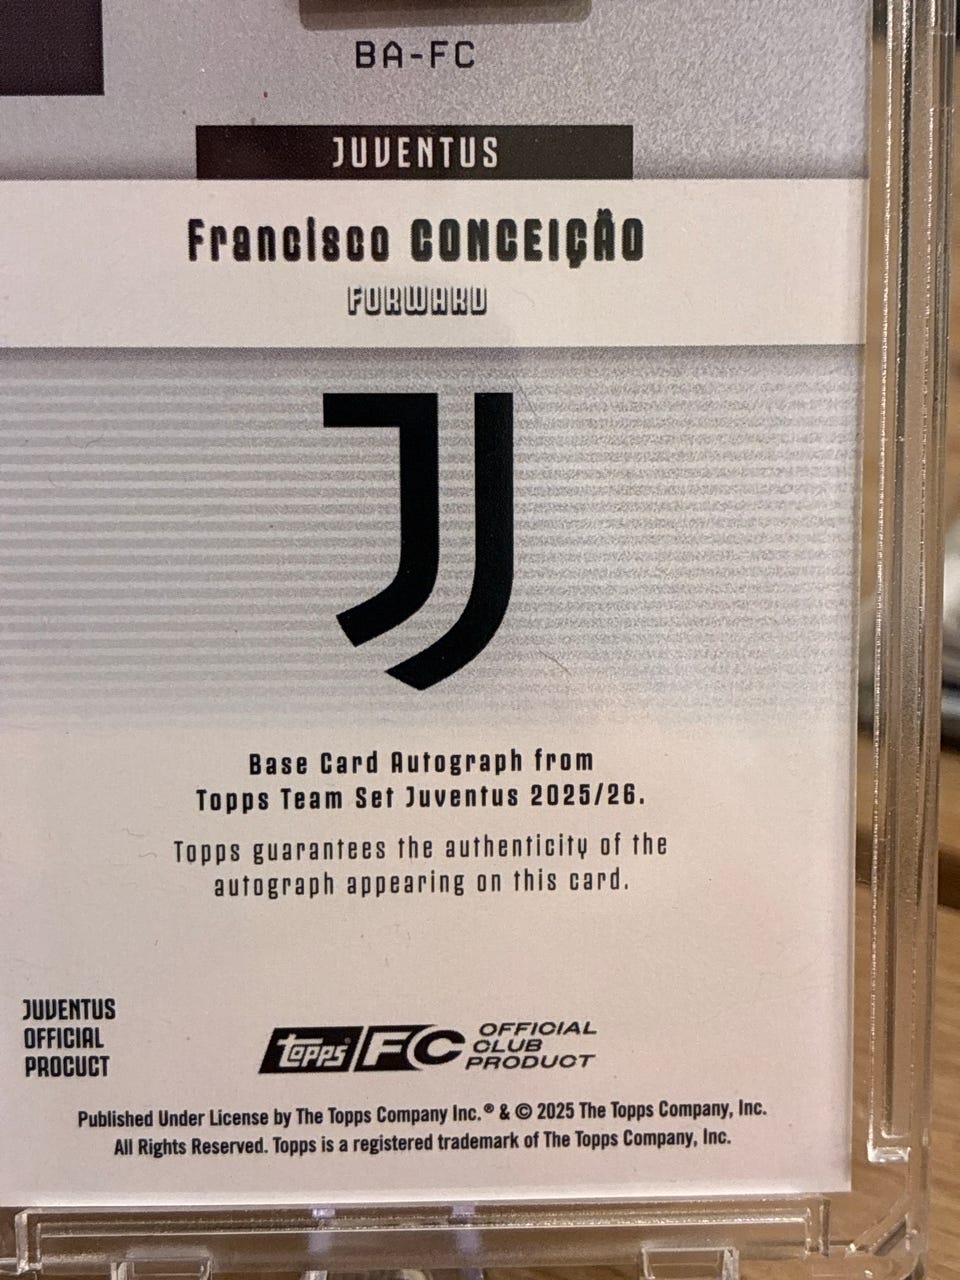 BA-FC
JUVENTUS
Francisco CONCEIÇÃO
FORWARD
Base Card Autograph from
Topps Team Set Juventus 2025/26.
Topps guarantees the authenticity of the
autograph appearing on this card.
JUVENTUS
OFFICIAL
PROCUCT
topps FC OFFICIAL
CLUB
PRODUCT
Published Under License by The Topps Company Inc.® & © 2025 The Topps Company, Inc.
All Rights Reserved. Topps is a registered trademark of The Topps Company, Inc.